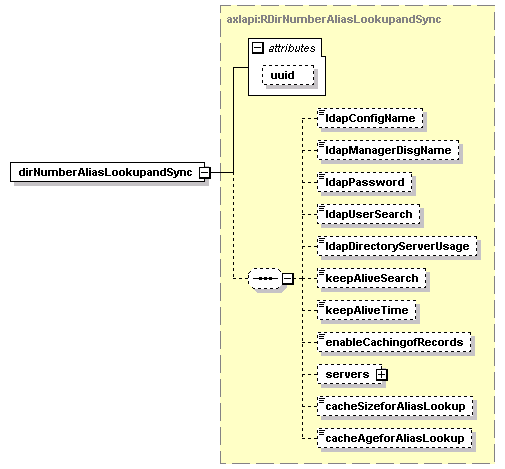 axlapi:RDirNumberAliasLookupandSync
attributes
uuid
dirNumberAliasLookupandSync
ldapConfigName
ldapManagerDisgName
ldapPassword
ldapUserSearch
ldapDirectoryServerUsage
keepAliveSearch
keepAliveTime
enableCachingofRecords
servers
cacheSizeforAliasLookup
cacheAgeforAliasLookup